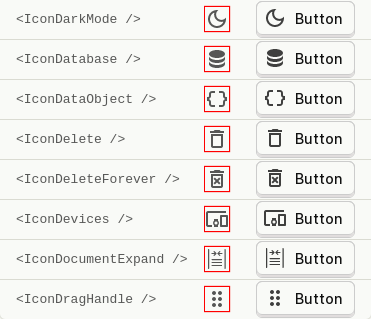 <IconDarkMode /> Button
<IconDatabase /> Button
<IconDataObject /> Button
<IconDelete /> Button
<IconDeleteForever /> Button
<IconDevices /> Button
<IconDocumentExpand /> Button
<IconDragHandle /> Button